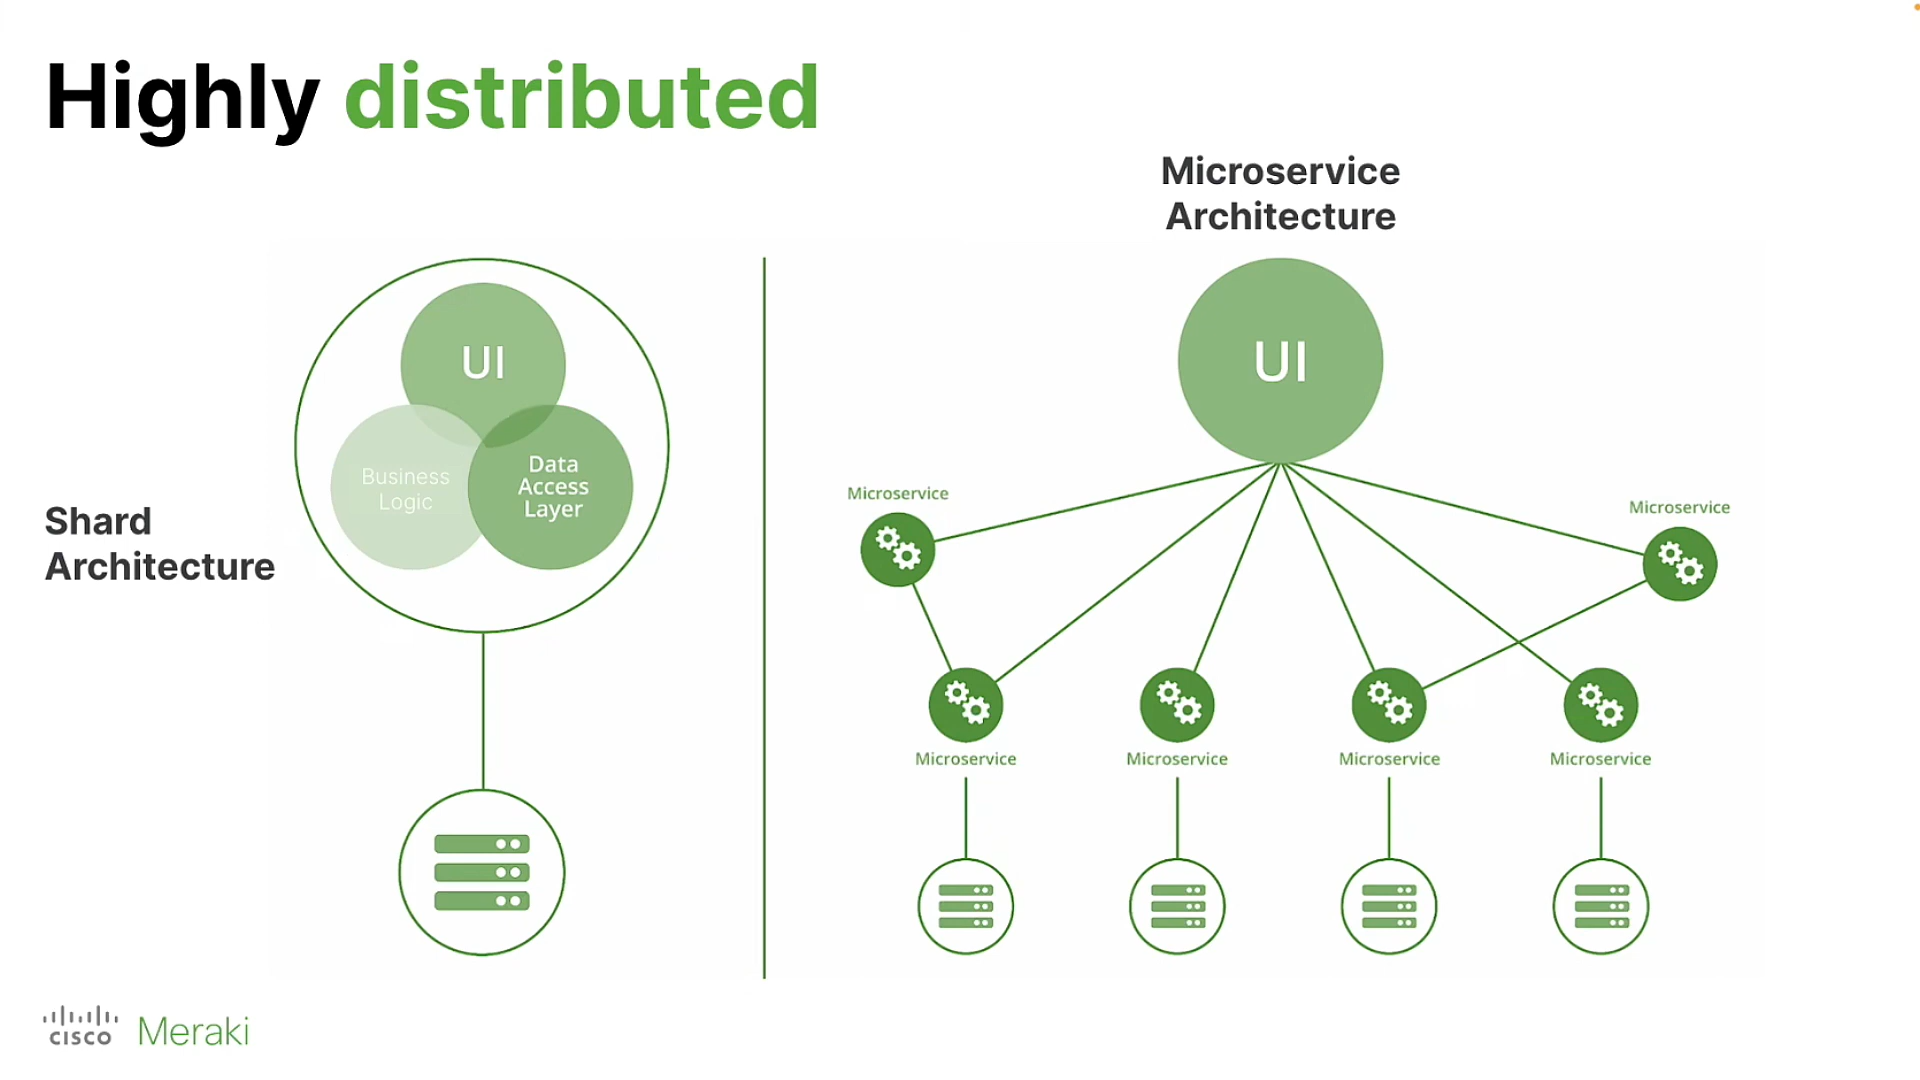 Highly distributed
Shard
Architecture
UI
Business
Logic
Data
Access
Layer
Microservice
Architecture
UI
Microservice
Microservice
Microservice
Microservice
Microservice
Microservice
CISCO Meraki